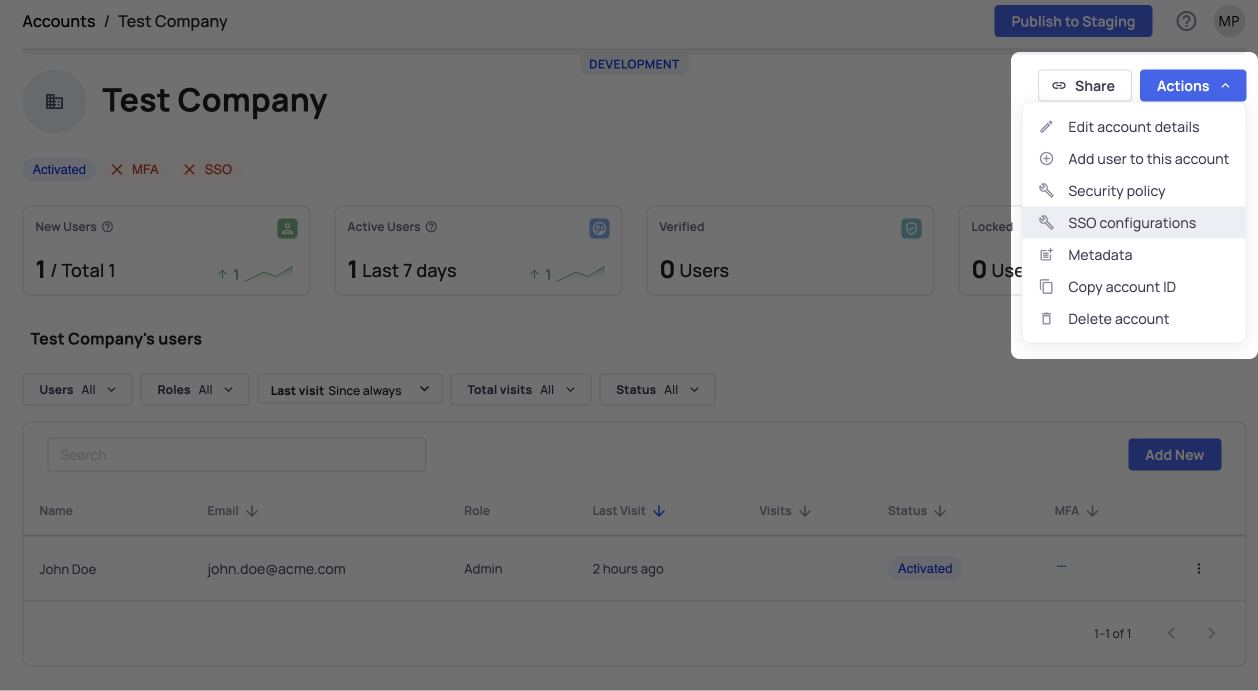 Accounts / Test Company
Publish to Staging
MP
DEVELOPMENT
Test Company
Share
Actions
Edit account details
Add user to this account
Security policy
SSO configurations
Metadata
Copy account ID
Delete account
Activated MFA SSO
New Users
1 / Total 1
1
Active Users
1 Last 7 days
1
Verified
0 Users
Locked
0 Use
Test Company's users
Users All
Roles All
Last visit Since always
Total visits All
Status All
Search
Add New
Name Email Role Last Visit Visits Status MFA
John Doe john.doe@acme.com Admin 2 hours ago Activated –
1-1 of 1